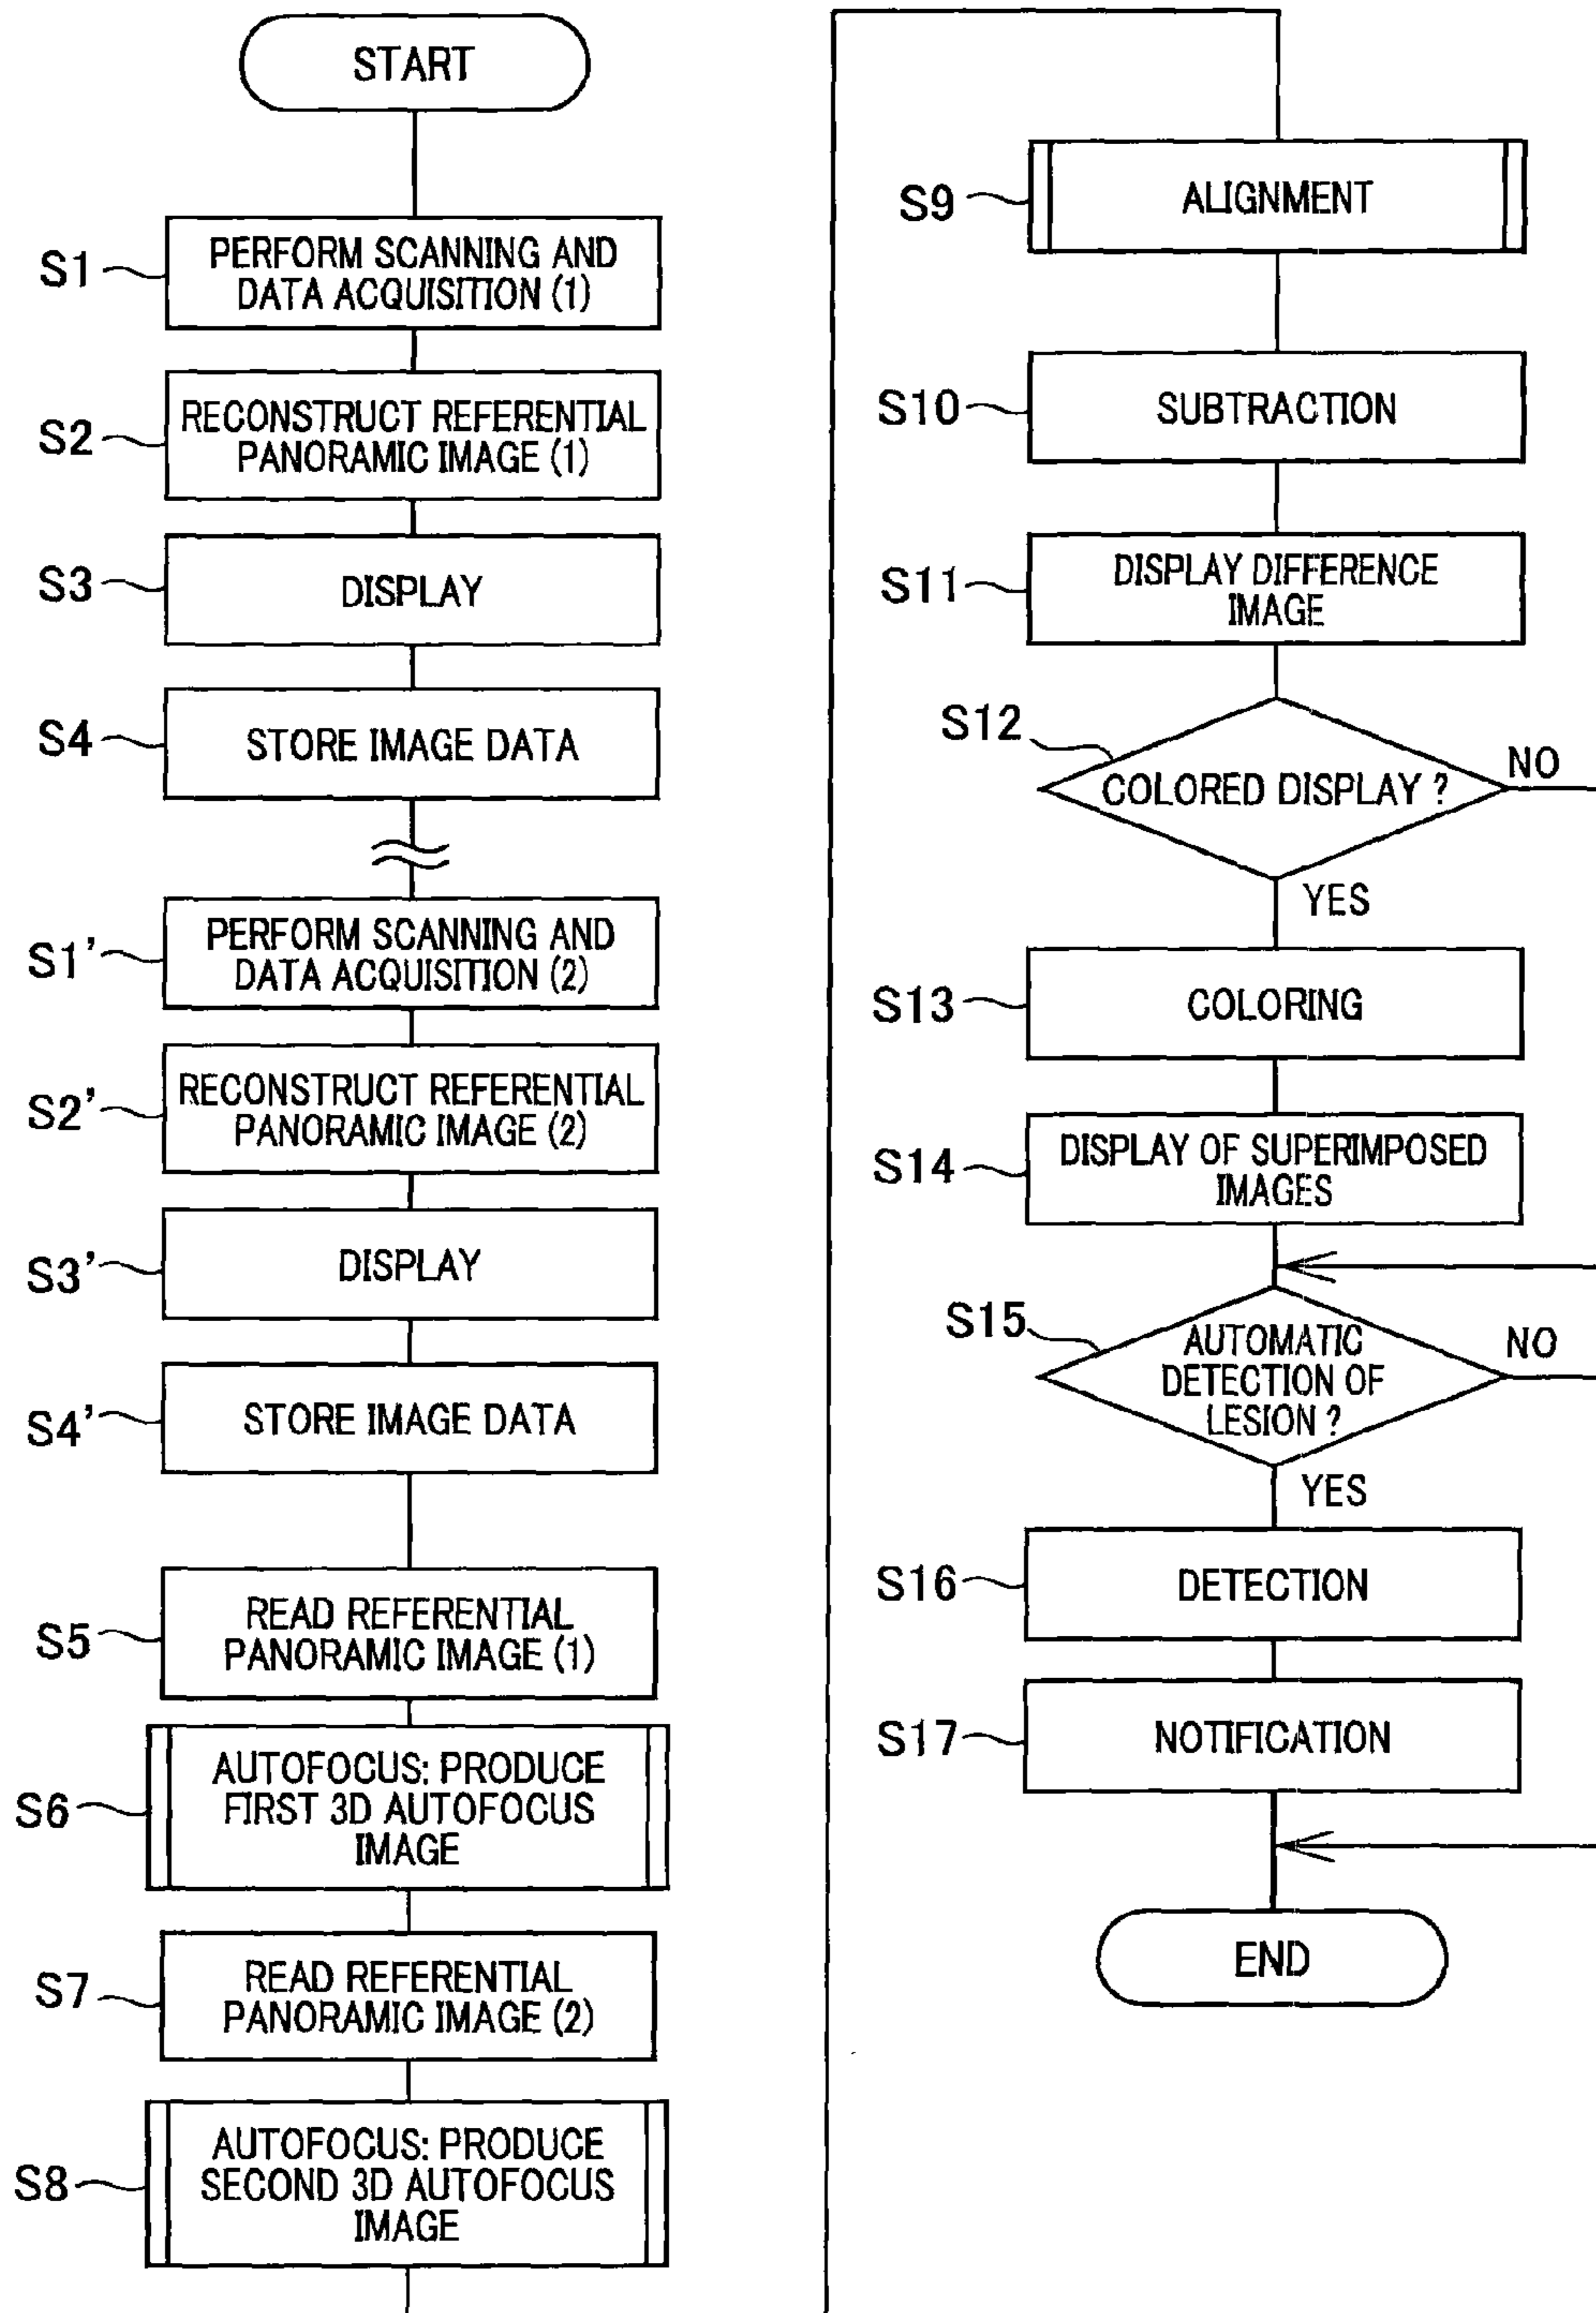 START
S1
PERFORM SCANNING AND
DATA ACQUISITION (1)
S2
RECONSTRUCT REFERENTIAL
PANORAMIC IMAGE (1)
S3
DISPLAY
S4
STORE IMAGE DATA
S1'
PERFORM SCANNING AND
DATA ACQUISITION (2)
S2'
RECONSTRUCT REFERENTIAL
PANORAMIC IMAGE (2)
S3'
DISPLAY
S4'
STORE IMAGE DATA
S5
READ REFERENTIAL
PANORAMIC IMAGE (1)
S6
AUTOFOCUS: PRODUCE
FIRST 3D AUTOFOCUS
IMAGE
S7
READ REFERENTIAL
PANORAMIC IMAGE (2)
S8
AUTOFOCUS: PRODUCE
SECOND 3D AUTOFOCUS
IMAGE
S9
ALIGNMENT
S10
SUBTRACTION
S11
DISPLAY DIFFERENCE
IMAGE
S12
COLORED DISPLAY ?
NO
YES
S13
COLORING
S14
DISPLAY OF SUPERIMPOSED
IMAGES
S15
AUTOMATIC
DETECTION OF
LESION ?
NO
YES
S16
DETECTION
S17
NOTIFICATION
END